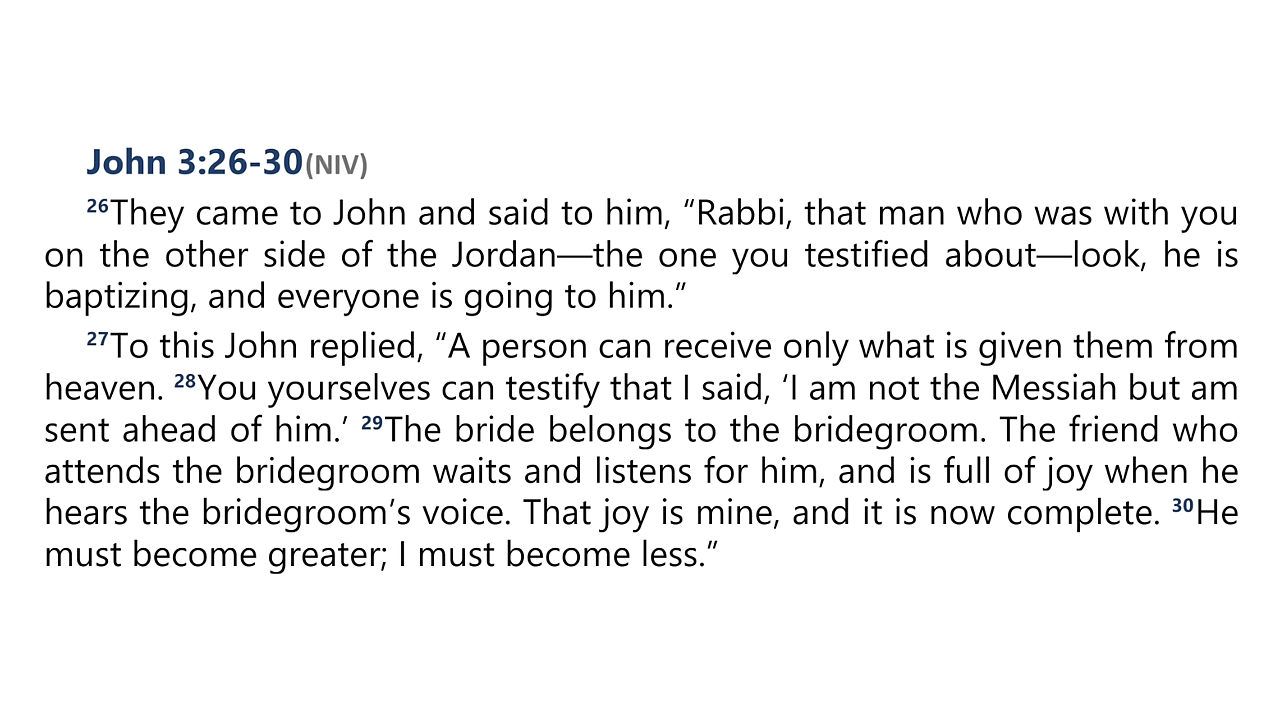 John 3:26-30(NIV)
26They came to John and said to him, “Rabbi, that man who was with you
on the other side of the Jordan—the one you testified about—look, he is
baptizing, and everyone is going to him.”
27To this John replied, “A person can receive only what is given them from
heaven. 28You yourselves can testify that I said, ‘I am not the Messiah but am
sent ahead of him.’ 29The bride belongs to the bridegroom. The friend who
attends the bridegroom waits and listens for him, and is full of joy when he
hears the bridegroom’s voice. That joy is mine, and it is now complete. 30He
must become greater; I must become less.”